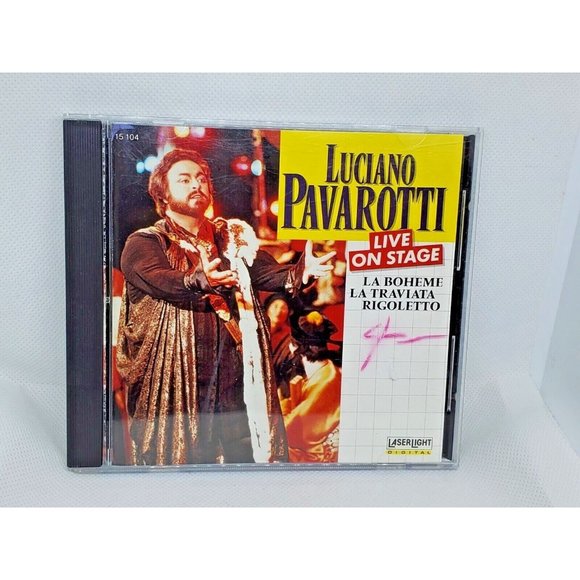 15 104
LUCIANO
PAVAROTTI
LIVE
ON STAGE
LA BOHEME
LA TRAVIATA
RIGOLETTO
LASERLIGHT
DIGITAL